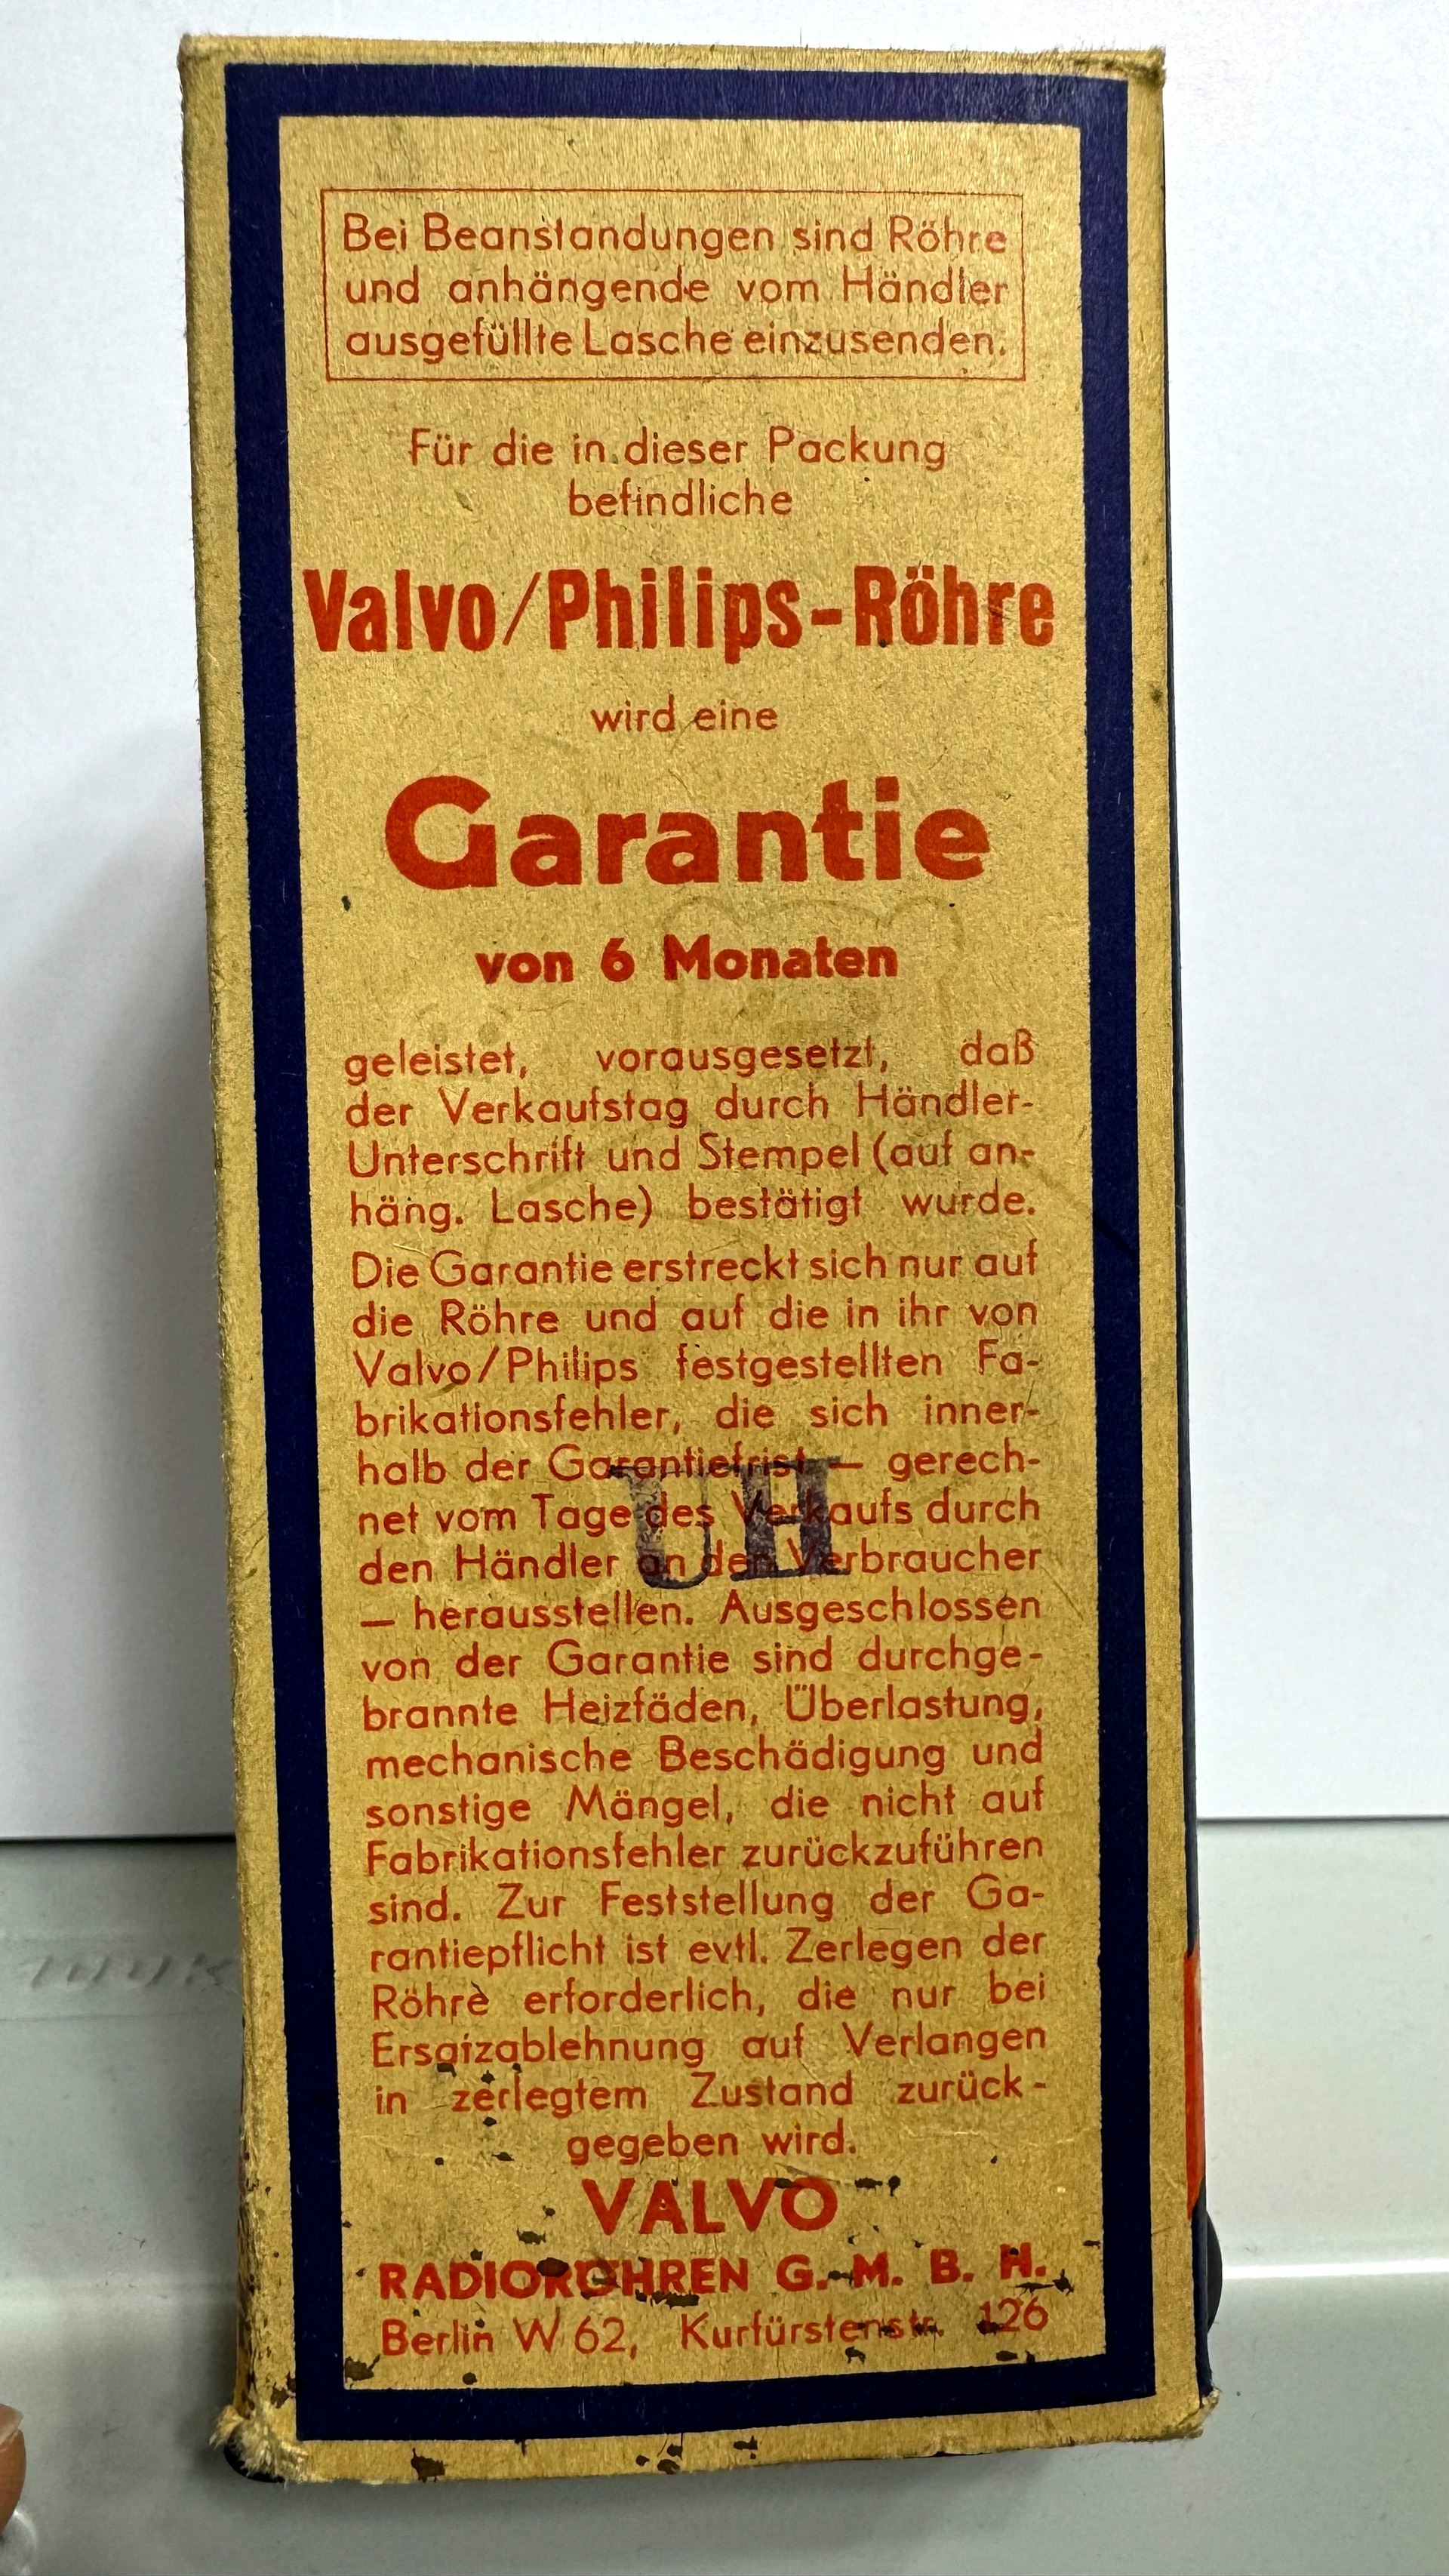 Bei Beanstandungen sind Röhre
und anhängende vom Händler
ausgefüllte Lasche einzusenden.
Für die in dieser Packung
befindliche
Valvo/Philips-Röhre
wird eine
Garantie
von 6 Monaten
geleistet, vorausgesetzt, daß
der Verkaufstag durch Händler-
Unterschrift und Stempel (auf an-
häng. Lasche) bestätigt wurde.
Die Garantie erstreckt sich nur auf
die Röhre und auf die in ihr von
Valvo/Philips festgestellten Fa-
brikationsfehler, die sich inner-
halb der Garantiefrist — gerech-
net vom Tage des Verkaufs durch
den Händler an den Verbraucher
— herausstellen. Ausgeschlossen
von der Garantie sind durchge-
brannte Heizfäden, Überlastung,
mechanische Beschädigung und
sonstige Mängel, die nicht auf
Fabrikationsfehler zurückzuführen
sind. Zur Feststellung der Ga-
rantiepflicht ist evtl. Zerlegen der
Röhre erforderlich, die nur bei
Ersatzablehnung auf Verlangen
in zerlegtem Zustand zurück-
gegeben wird.
VALVO
RADIORÖHREN G. M. B. H.
Berlin W 62, Kurfürstenstr. 126
UH